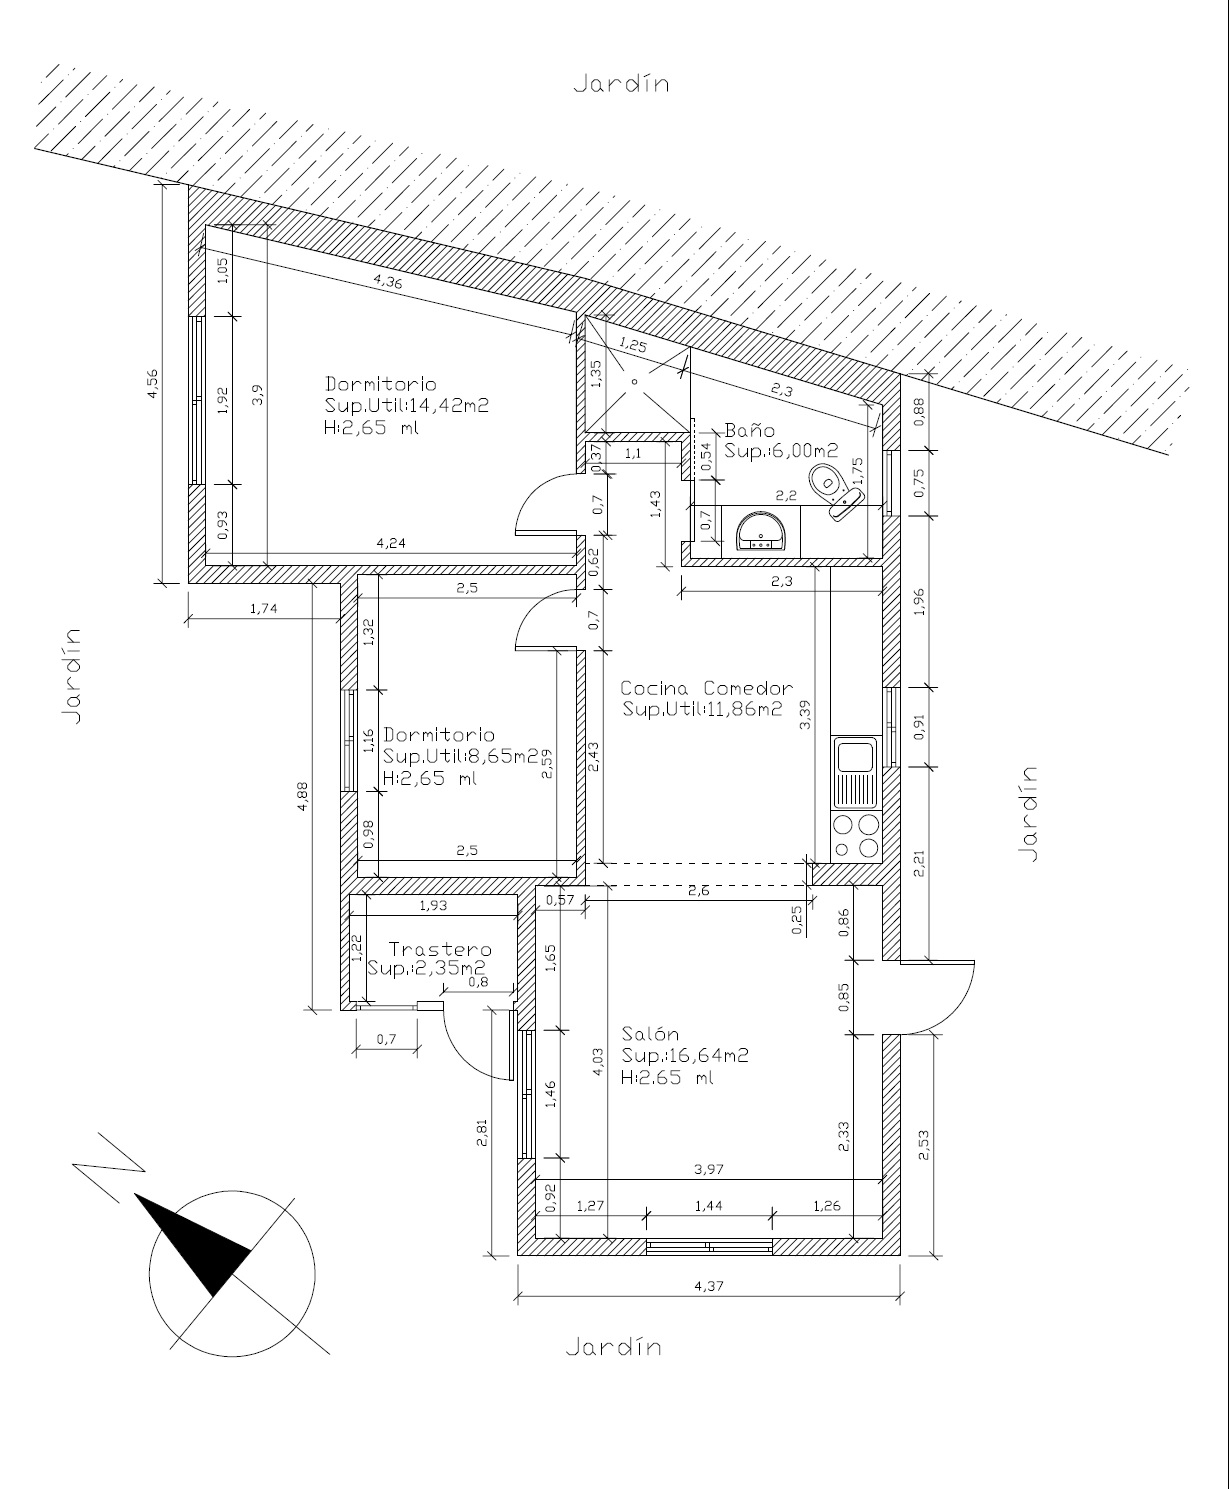 Jardín
4,56
1,05
1,92
3,9
0,93
4,36
Dormitorio
Sup.Util:14,42m2
H:2,65 ml
4,24
1,25
1,35
2,3
0,88
0,37
1,1
0,54
Baño
Sup.:6,00m2
1,75
0,75
0,7
1,43
0,7
2,2
0,62
2,3
1,96
1,74
2,5
1,32
0,7
Jardín
Cocina Comedor
Sup.Util:11,86m2
3,39
0,91
Dormitorio
Sup.Util:8,65m2
H:2,65 ml
1,16
2,59
2,43
4,88
0,98
2,5
Jardín
2,21
2,6
0,57
0,25
0,86
1,93
1,22
Trastero
Sup.:2,35m2
0,8
1,65
0,85
0,7
Salón
Sup.:16,64m2
H:2.65 ml
4,03
1,46
2,81
2,33
2,53
3,97
0,92
1,27
1,44
1,26
4,37
N
Jardín